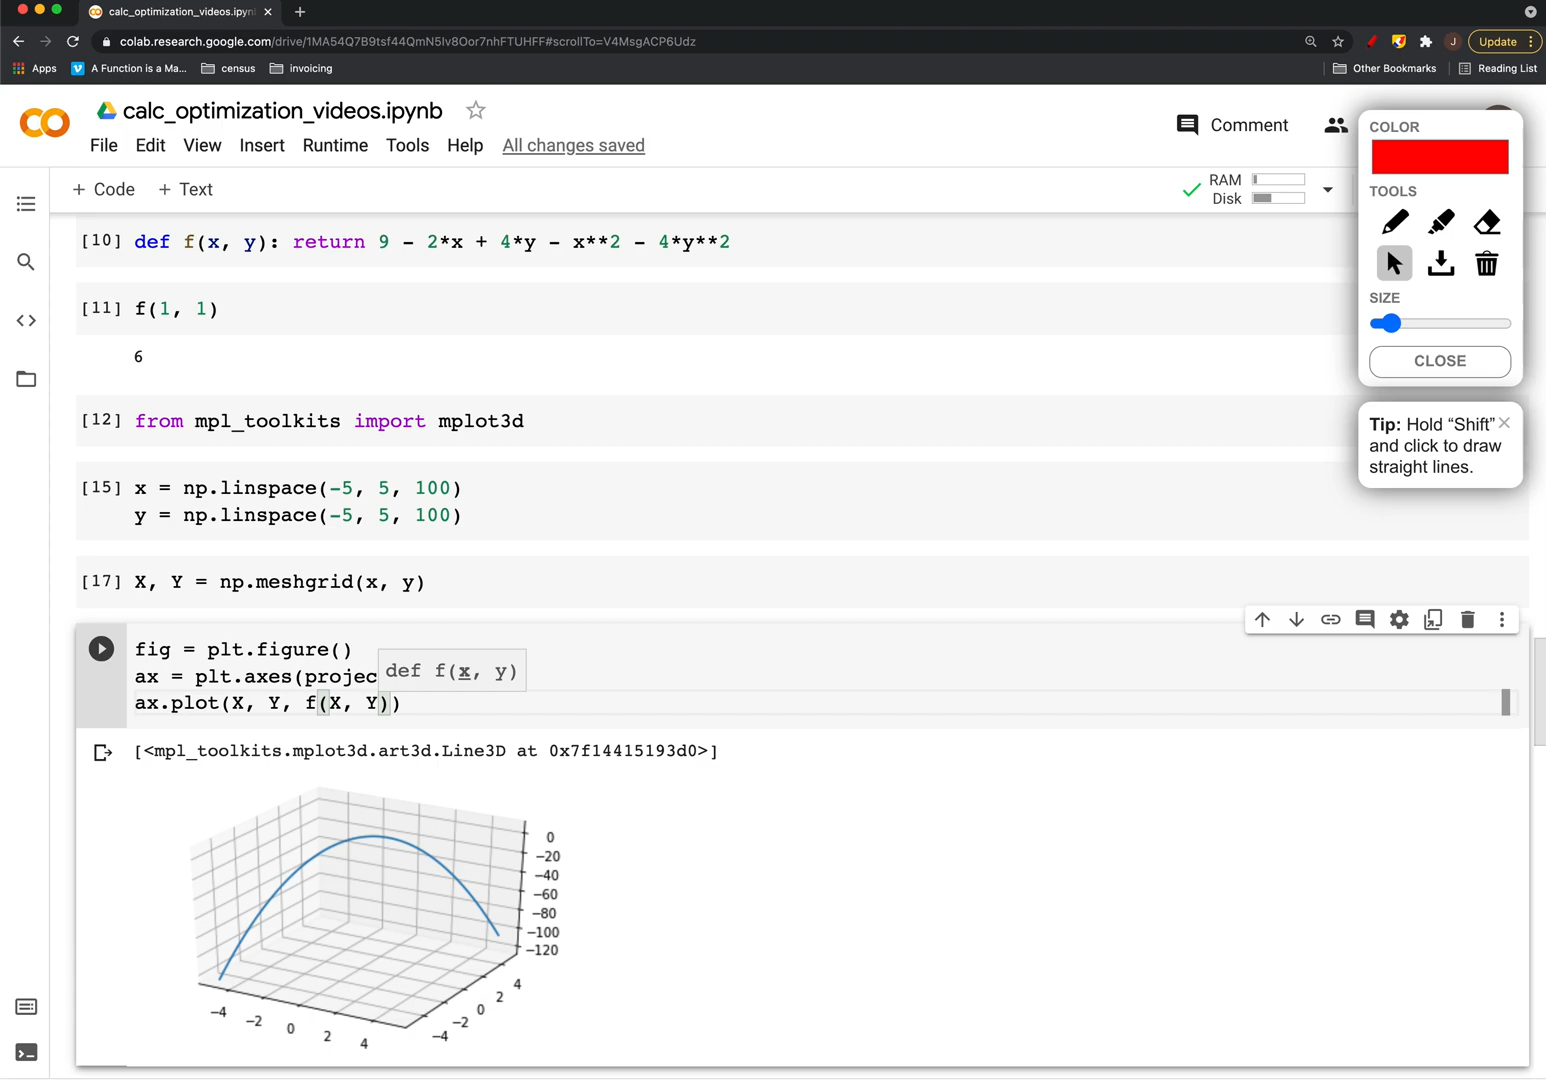 calc_optimization_videos.ipyn
colab.research.google.com/drive/1MA54Q7B9tsf44QmN5Iv8Oor7nhFTUHFF#scrollTo=V4MsgACP6Udz
J
Update
Apps
A Function is a Ma...
census
invoicing
Other Bookmarks
Reading List
calc_optimization_videos.ipynb
Comment
File Edit View Insert Runtime Tools Help All changes saved
+ Code + Text
RAM
Disk
COLOR
TOOLS
SIZE
CLOSE
Tip: Hold “Shift”
and click to draw
straight lines.
[10] def f(x, y): return 9 - 2*x + 4*y - x**2 - 4*y**2
[11] f(1, 1)
6
[12] from mpl_toolkits import mplot3d
[15] x = np.linspace(-5, 5, 100)
y = np.linspace(-5, 5, 100)
[17] X, Y = np.meshgrid(x, y)
fig = plt.figure()
ax = plt.axes(projec
def f(x, y)
ax.plot(X, Y, f(X, Y))
[<mpl_toolkits.mplot3d.art3d.Line3D at 0x7f14415193d0>]
0
−20
−40
−60
−80
−100
−120
−4
−2
0
2
4
−4
−2
0
2
4